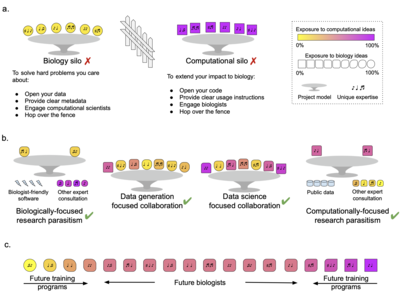 a.
Biology silo ✗
To solve hard problems you care
about:
● Open your data
● Provide clear metadata
● Engage computational scientists
● Hop over the fence
Computational silo ✗
To extend your impact to biology:
● Open your code
● Provide clear usage instructions
● Engage biologists
● Hop over the fence
Exposure to computational ideas
0% 100%
Exposure to biology ideas
0% 100%
Project model
Unique expertise
b.
Biologist-friendly
software
Other expert
consultation
Biologically-focused
research parasitism ✓
Data generation
focused collaboration ✓
Data science
focused collaboration ✓
Public data
Other expert
consultation
Computationally-focused
research parasitism ✓
c.
Future training
programs
Future biologists
Future training
programs